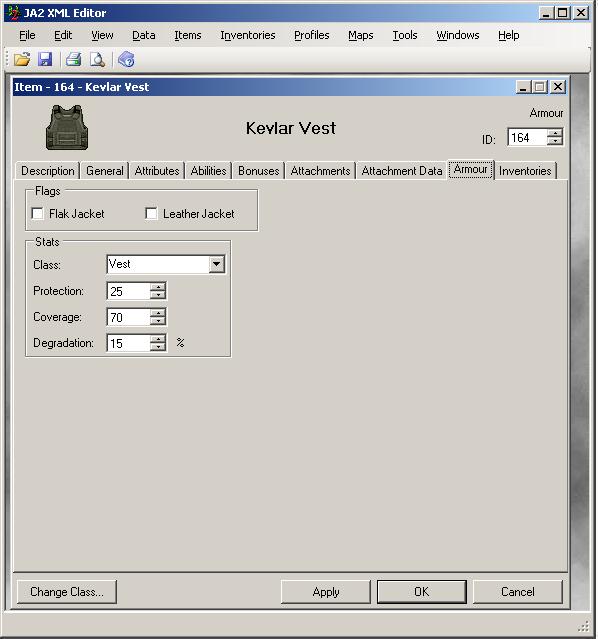 JA2 XML Editor
File Edit View Data Items Inventories Profiles Maps Tools Windows Help
Item - 164 - Kevlar Vest
Armour
Kevlar Vest
ID: 164
Description General Attributes Abilities Bonuses Attachments Attachment Data Armour Inventories
Flags
Flak Jacket Leather Jacket
Stats
Class: Vest
Protection: 25
Coverage: 70
Degradation: 15 %
Change Class... Apply OK Cancel